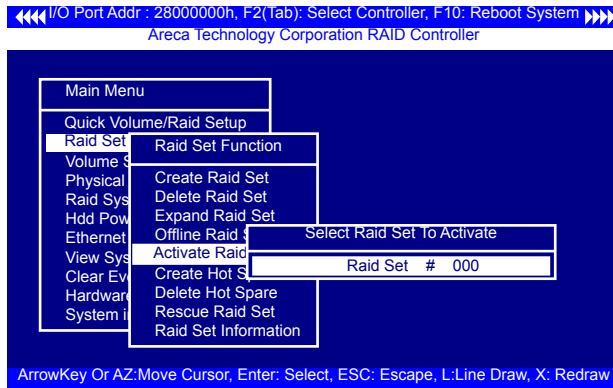 I/O Port Addr : 28000000h, F2(Tab): Select Controller, F10: Reboot System
Areca Technology Corporation RAID Controller
Main Menu
Quick Volume/Raid Setup
Raid Set
Volume
Physical
Raid Sys
Hdd Pow
Ethernet
View Sys
Clear Ev
Hardware
System i
Raid Set Function
Create Raid Set
Delete Raid Set
Expand Raid Set
Offline Raid
Activate Raid
Create Hot
Delete Hot Spare
Rescue Raid Set
Raid Set Information
Select Raid Set To Activate
Raid Set # 000
ArrowKey Or AZ:Move Cursor, Enter: Select, ESC: Escape, L:Line Draw, X: Redraw